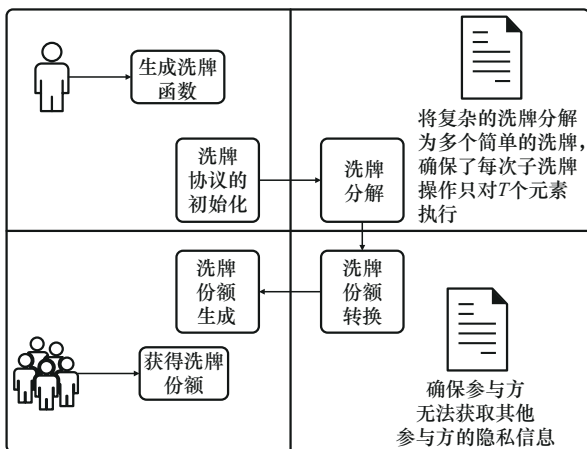 生成洗牌
函数
将复杂的洗牌分解
为多个简单的洗牌，
确保了每次子洗牌
操作只对T个元素
执行
洗牌
协议的
初始化
洗牌
分解
洗牌
份额
生成
洗牌
份额
转换
获得洗牌
份额
确保参与方
无法获取其他
参与方的隐私信息